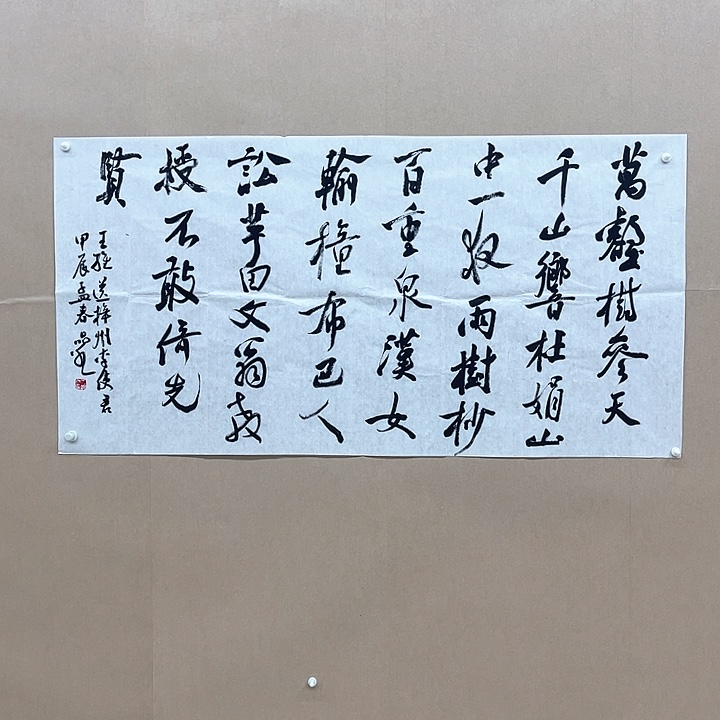 萬壑樹參天
千山響杜娟山
中一夜雨樹杪
百重泉漢女
輸橦布巴人
訟芋田文翁教
授不敢倚先
賢
王維 送梓州李使君
甲辰孟春